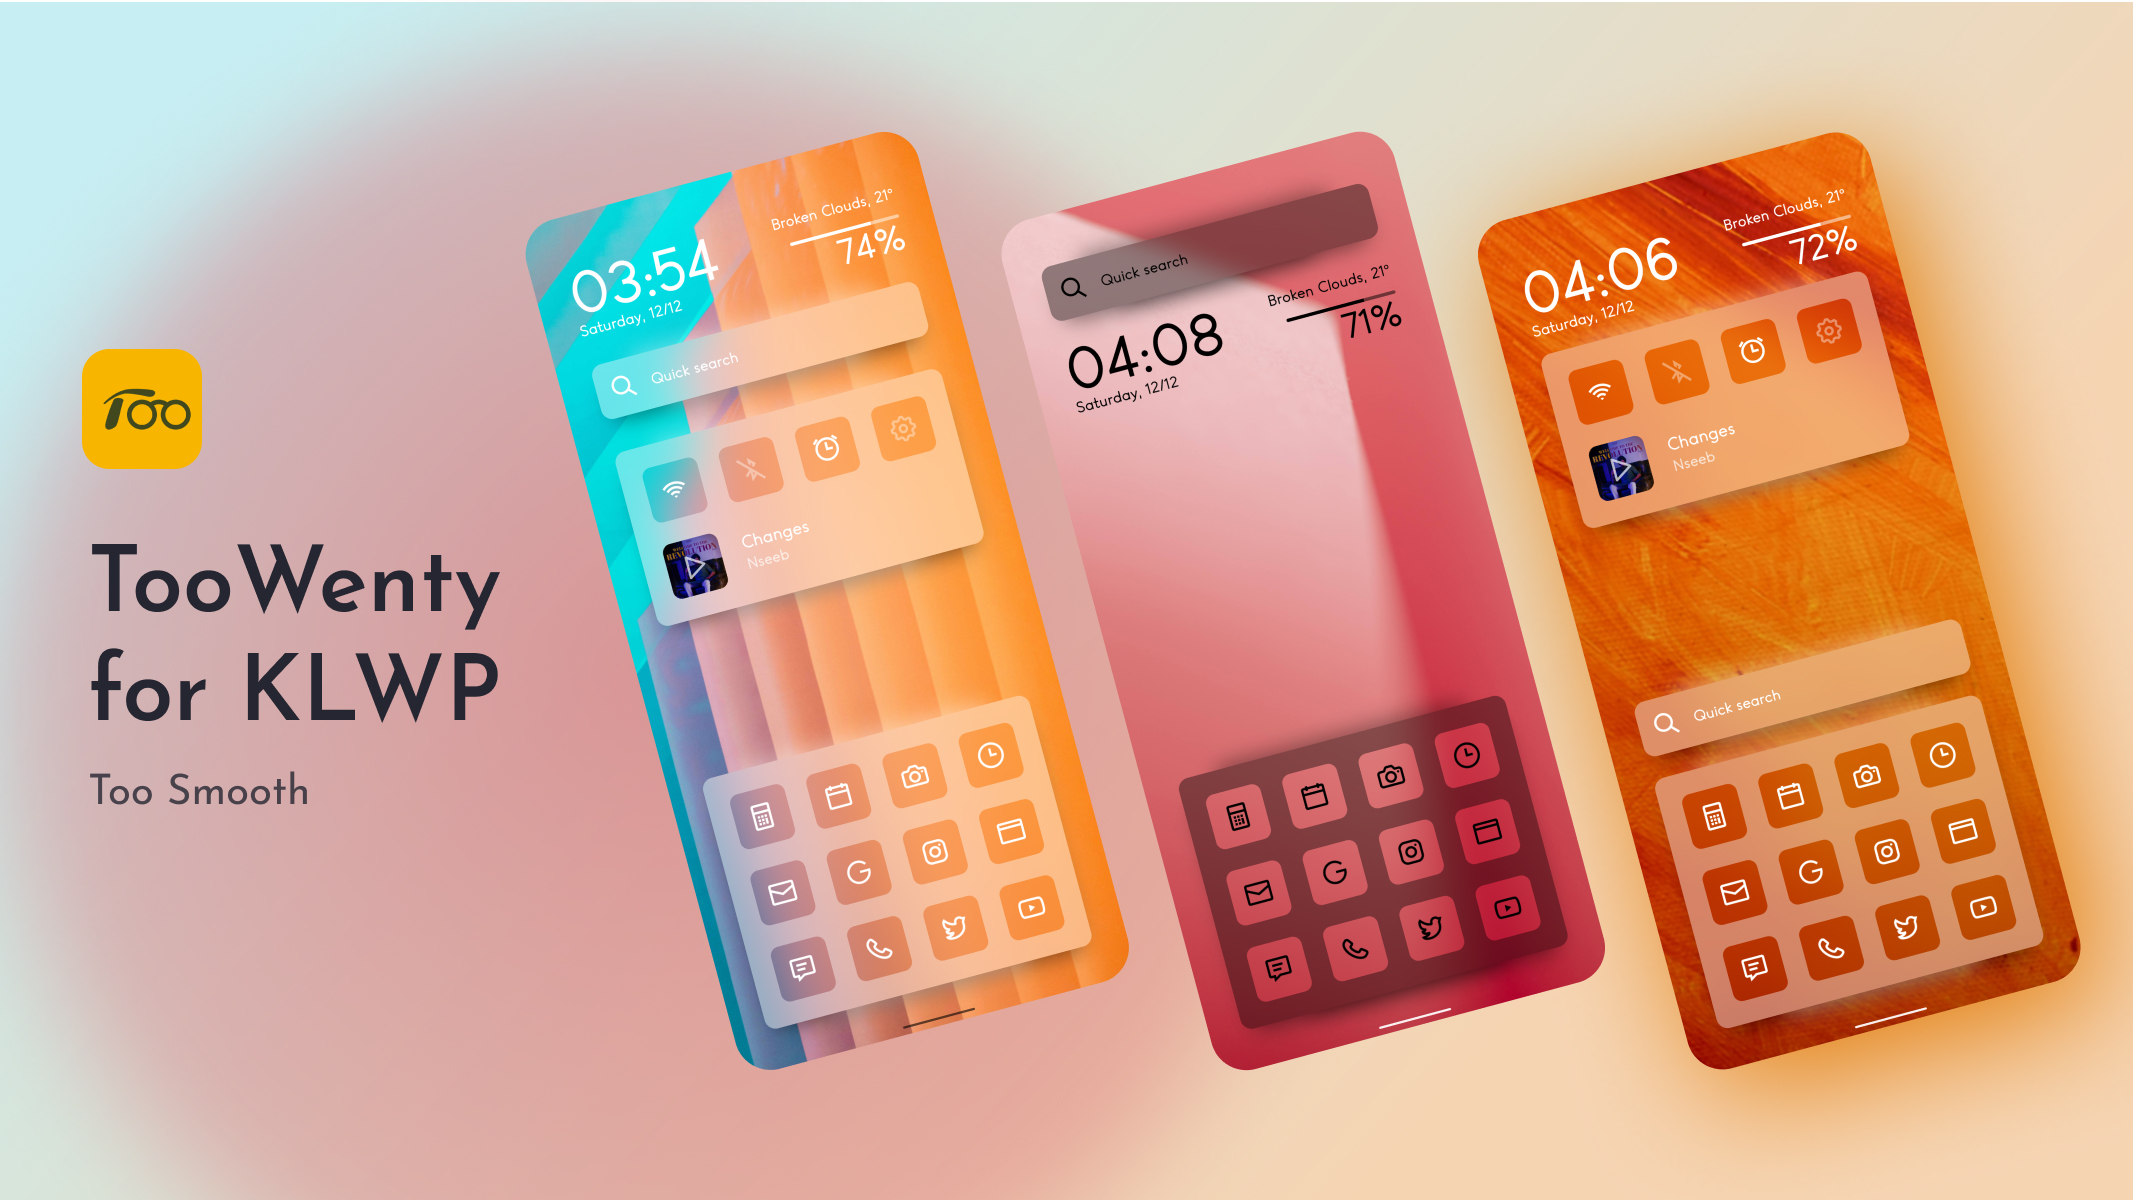 Too
TooWenty
for KLWP
Too Smooth
03:54
Saturday, 12/12
Broken Clouds, 21°
74%
Quick search
Changes
Nseeb
Quick search
04:08
Saturday, 12/12
Broken Clouds, 21°
71%
04:06
Saturday, 12/12
Broken Clouds, 21°
72%
Changes
Nseeb
Quick search